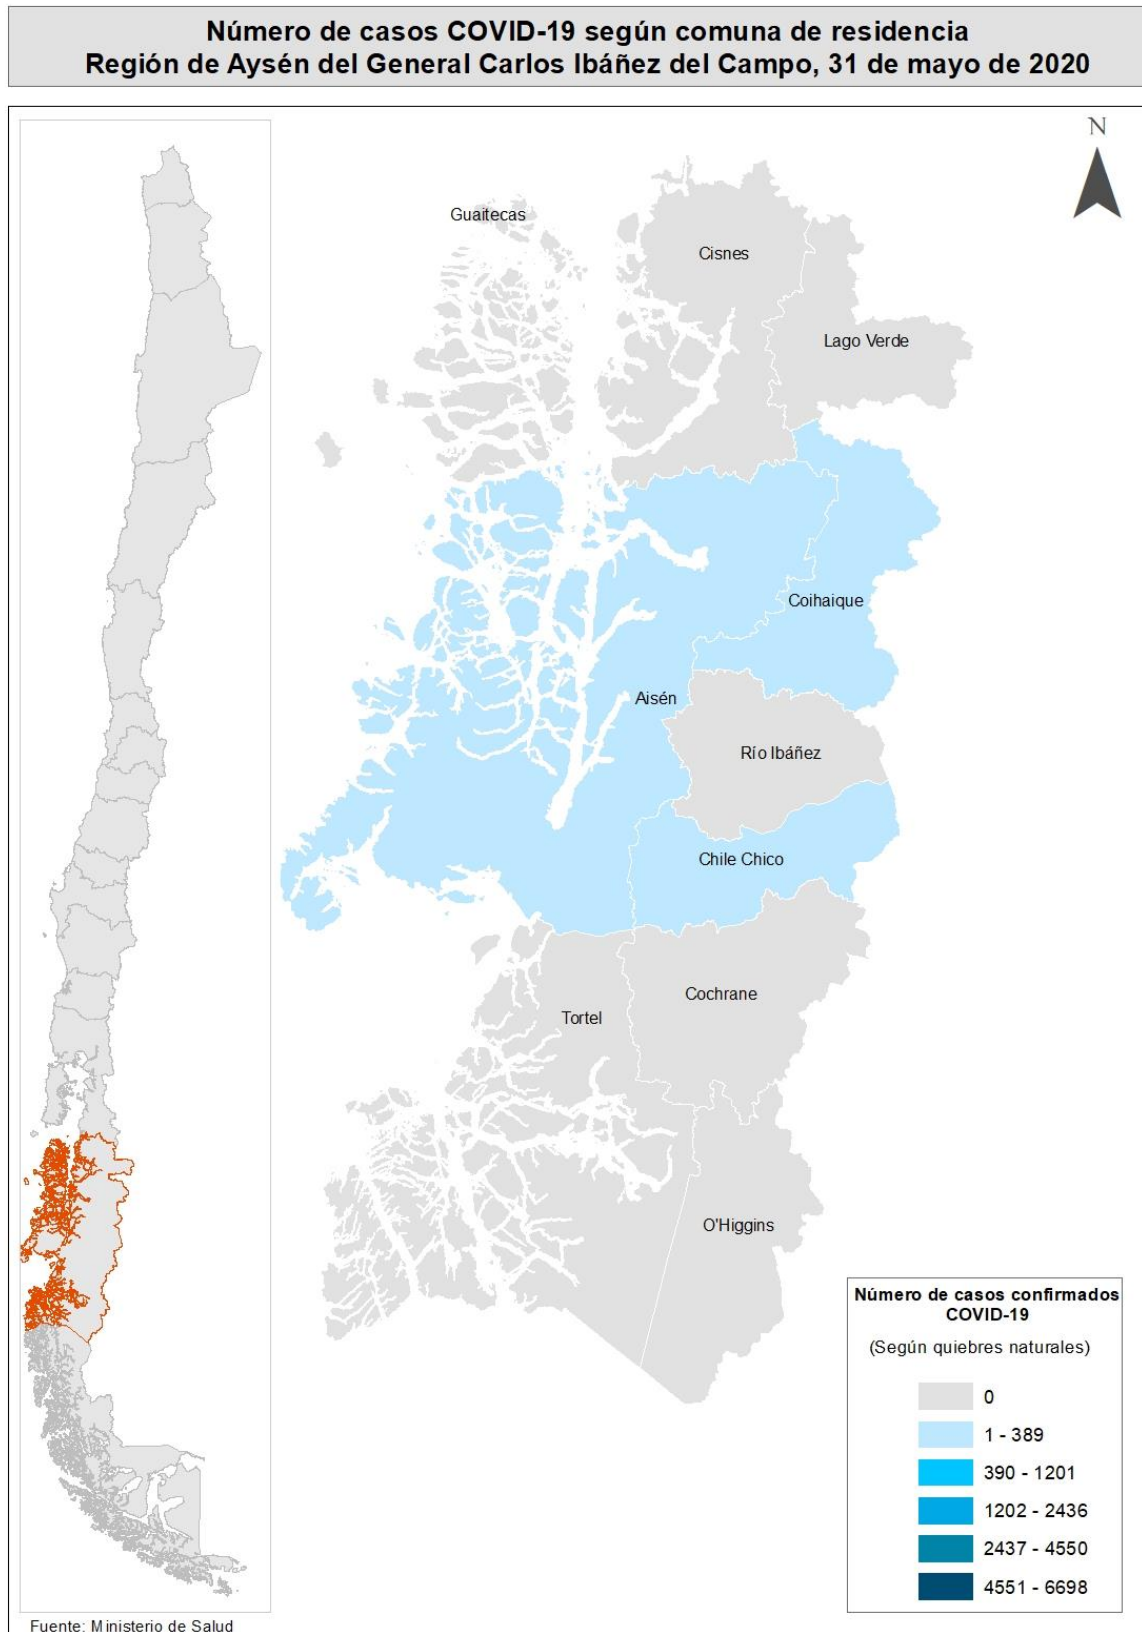 Número de casos COVID-19 según comuna de residencia
Región de Aysén del General Carlos Ibáñez del Campo, 31 de mayo de 2020
N
Guaitecas
Cisnes
Lago Verde
Coihaique
Aisén
Río Ibáñez
Chile Chico
Cochrane
Tortel
O'Higgins
Número de casos confirmados
COVID-19
(Según quiebres naturales)
0
1 - 389
390 - 1201
1202 - 2436
2437 - 4550
4551 - 6698
Fuente: Ministerio de Salud